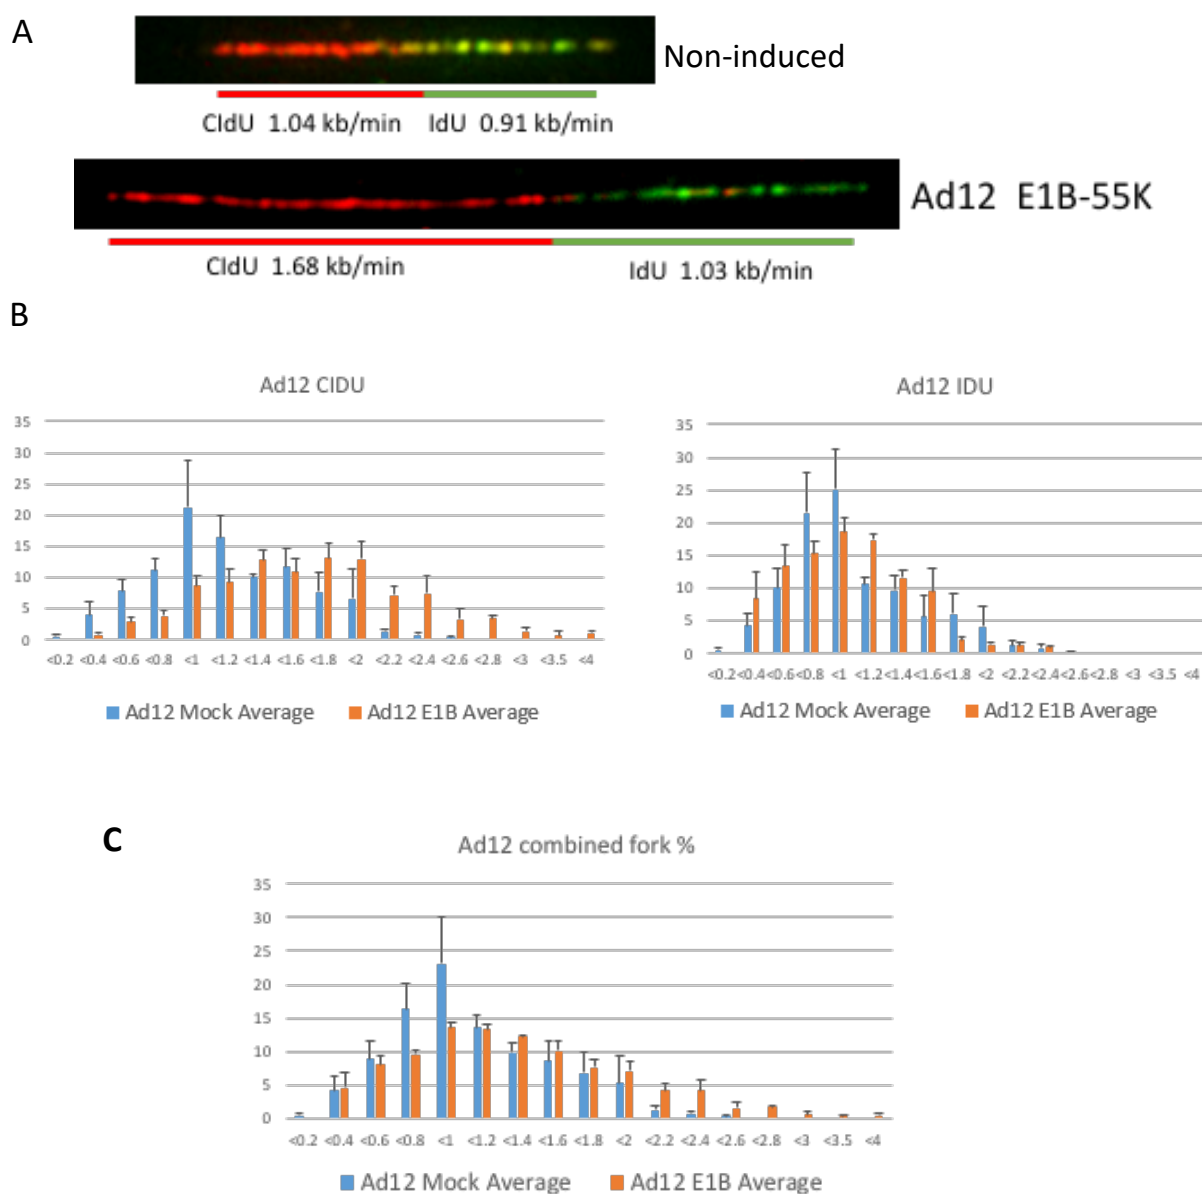 A
Non-induced
CldU 1.04 kb/min IdU 0.91 kb/min
Ad12 E1B-55K
CldU 1.68 kb/min IdU 1.03 kb/min
B
Ad12 CIDU
35
30
25
20
15
10
5
0
<0.2 <0.4 <0.6 <0.8 <1 <1.2 <1.4 <1.6 <1.8 <2 <2.2 <2.4 <2.6 <2.8 <3 <3.5 <4
Ad12 Mock Average Ad12 E1B Average
Ad12 IDU
35
30
25
20
15
10
5
0
<0.2 <0.4 <0.6 <0.8 <1 <1.2 <1.4 <1.6 <1.8 <2 <2.2 <2.4 <2.6 <2.8 <3 <3.5 <4
Ad12 Mock Average Ad12 E1B Average
C
Ad12 combined fork %
35
30
25
20
15
10
5
0
<0.2 <0.4 <0.6 <0.8 <1 <1.2 <1.4 <1.6 <1.8 <2 <2.2 <2.4 <2.6 <2.8 <3 <3.5 <4
Ad12 Mock Average Ad12 E1B Average